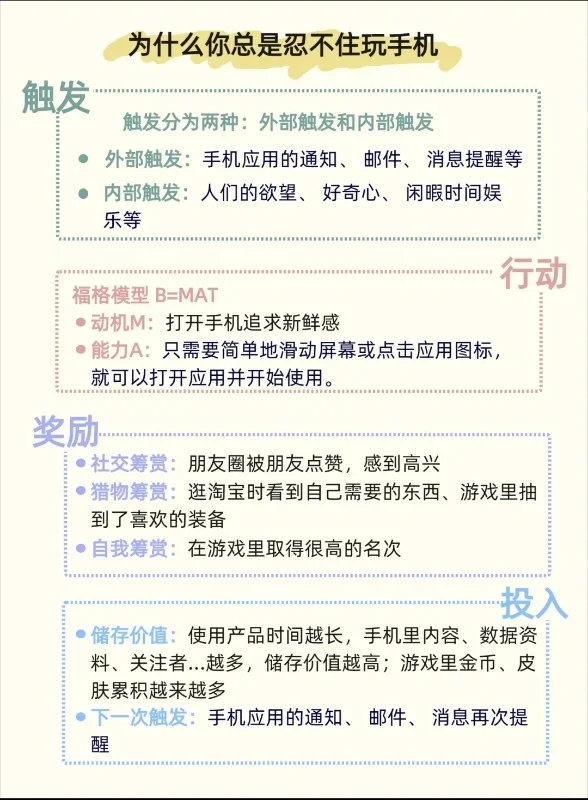 为什么你总是忍不住玩手机
触发
触发分为两种：外部触发和内部触发
外部触发：手机应用的通知、 邮件、 消息提醒等
内部触发：人们的欲望、 好奇心、 闲暇时间娱
乐等
行动
福格模型 B=MAT
动机M：打开手机追求新鲜感
能力A：只需要简单地滑动屏幕或点击应用图标，
就可以打开应用并开始使用。
奖励
社交筹赏：朋友圈被朋友点赞，感到高兴
猎物筹赏：逛淘宝时看到自己需要的东西、游戏里抽
到了喜欢的装备
自我筹赏：在游戏里取得很高的名次
投入
储存价值：使用产品时间越长，手机里内容、数据资
料、关注者...越多，储存价值越高；游戏里金币、皮
肤累积越来越多
下一次触发：手机应用的通知、 邮件、 消息再次提
醒